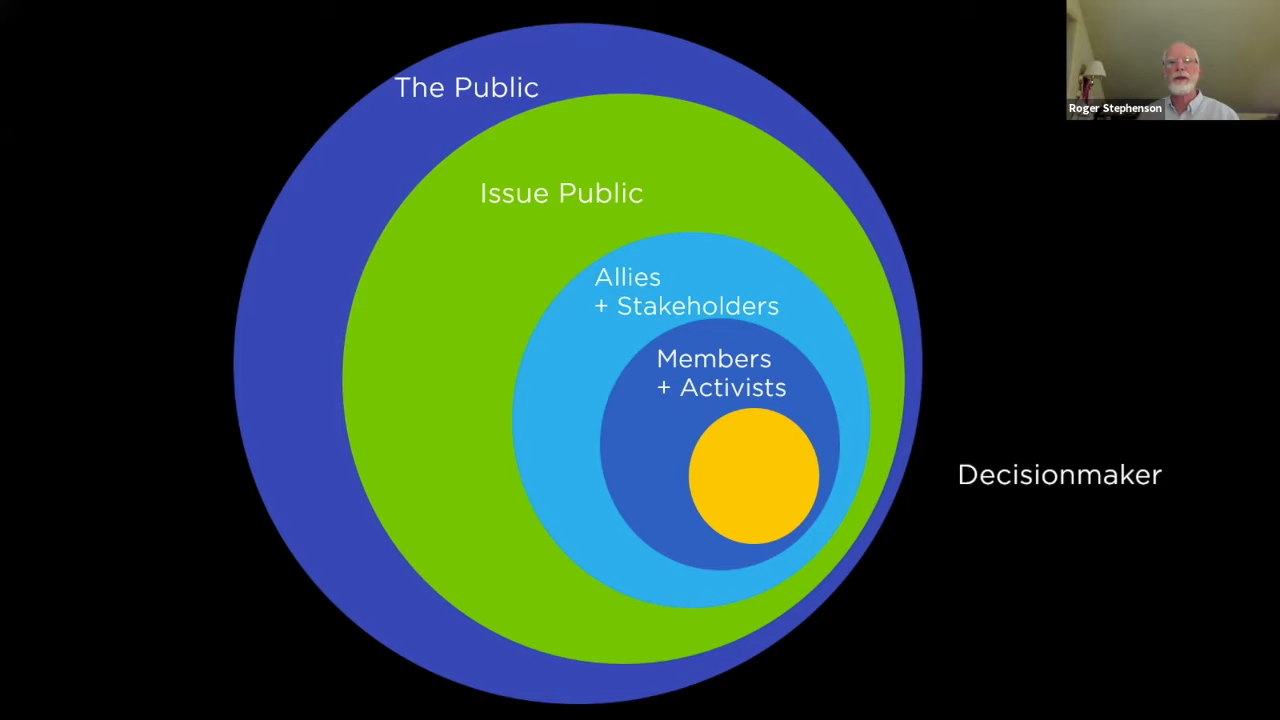 The Public
Roger Stephenson
Issue Public
Allies
+ Stakeholders
Members
+ Activists
Decisionmaker